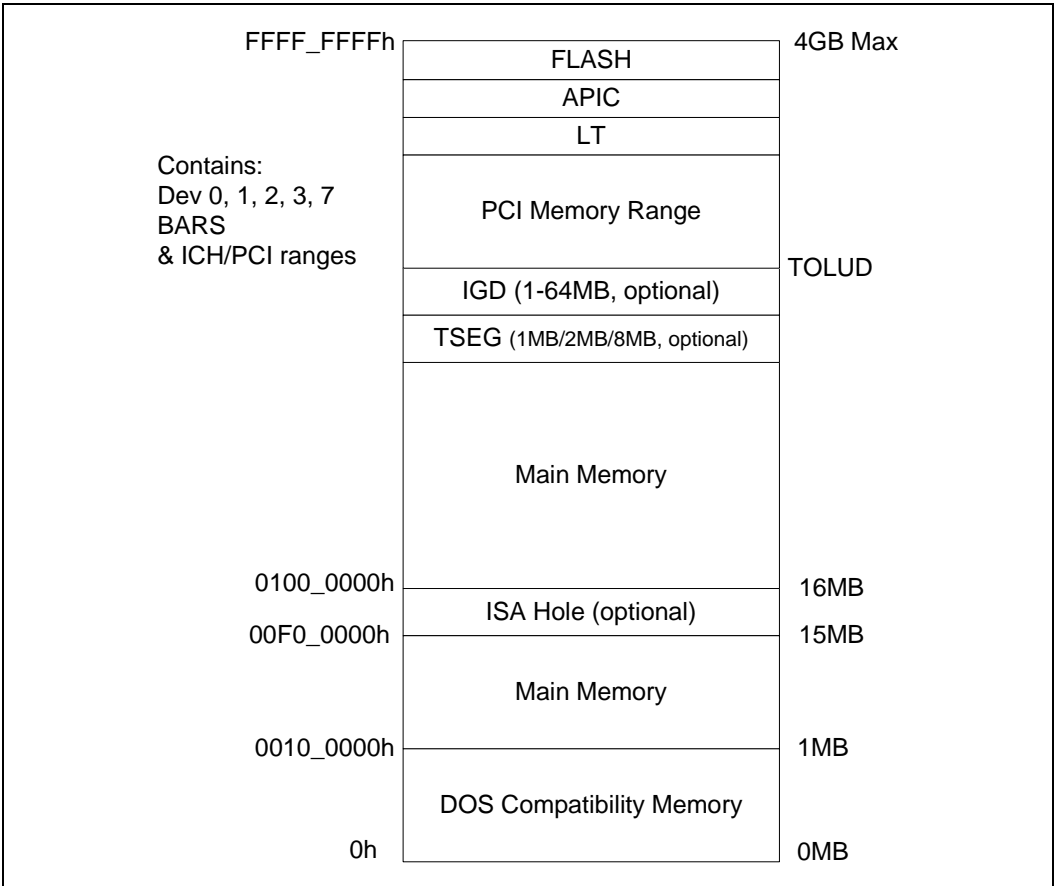 FFFF_FFFFh
4GB Max
FLASH
APIC
LT
Contains:
Dev 0, 1, 2, 3, 7
BARS
& ICH/PCI ranges
PCI Memory Range
TOLUD
IGD (1-64MB, optional)
TSEG (1MB/2MB/8MB, optional)
Main Memory
0100_0000h
16MB
ISA Hole (optional)
00F0_0000h
15MB
Main Memory
0010_0000h
1MB
DOS Compatibility Memory
0h
0MB